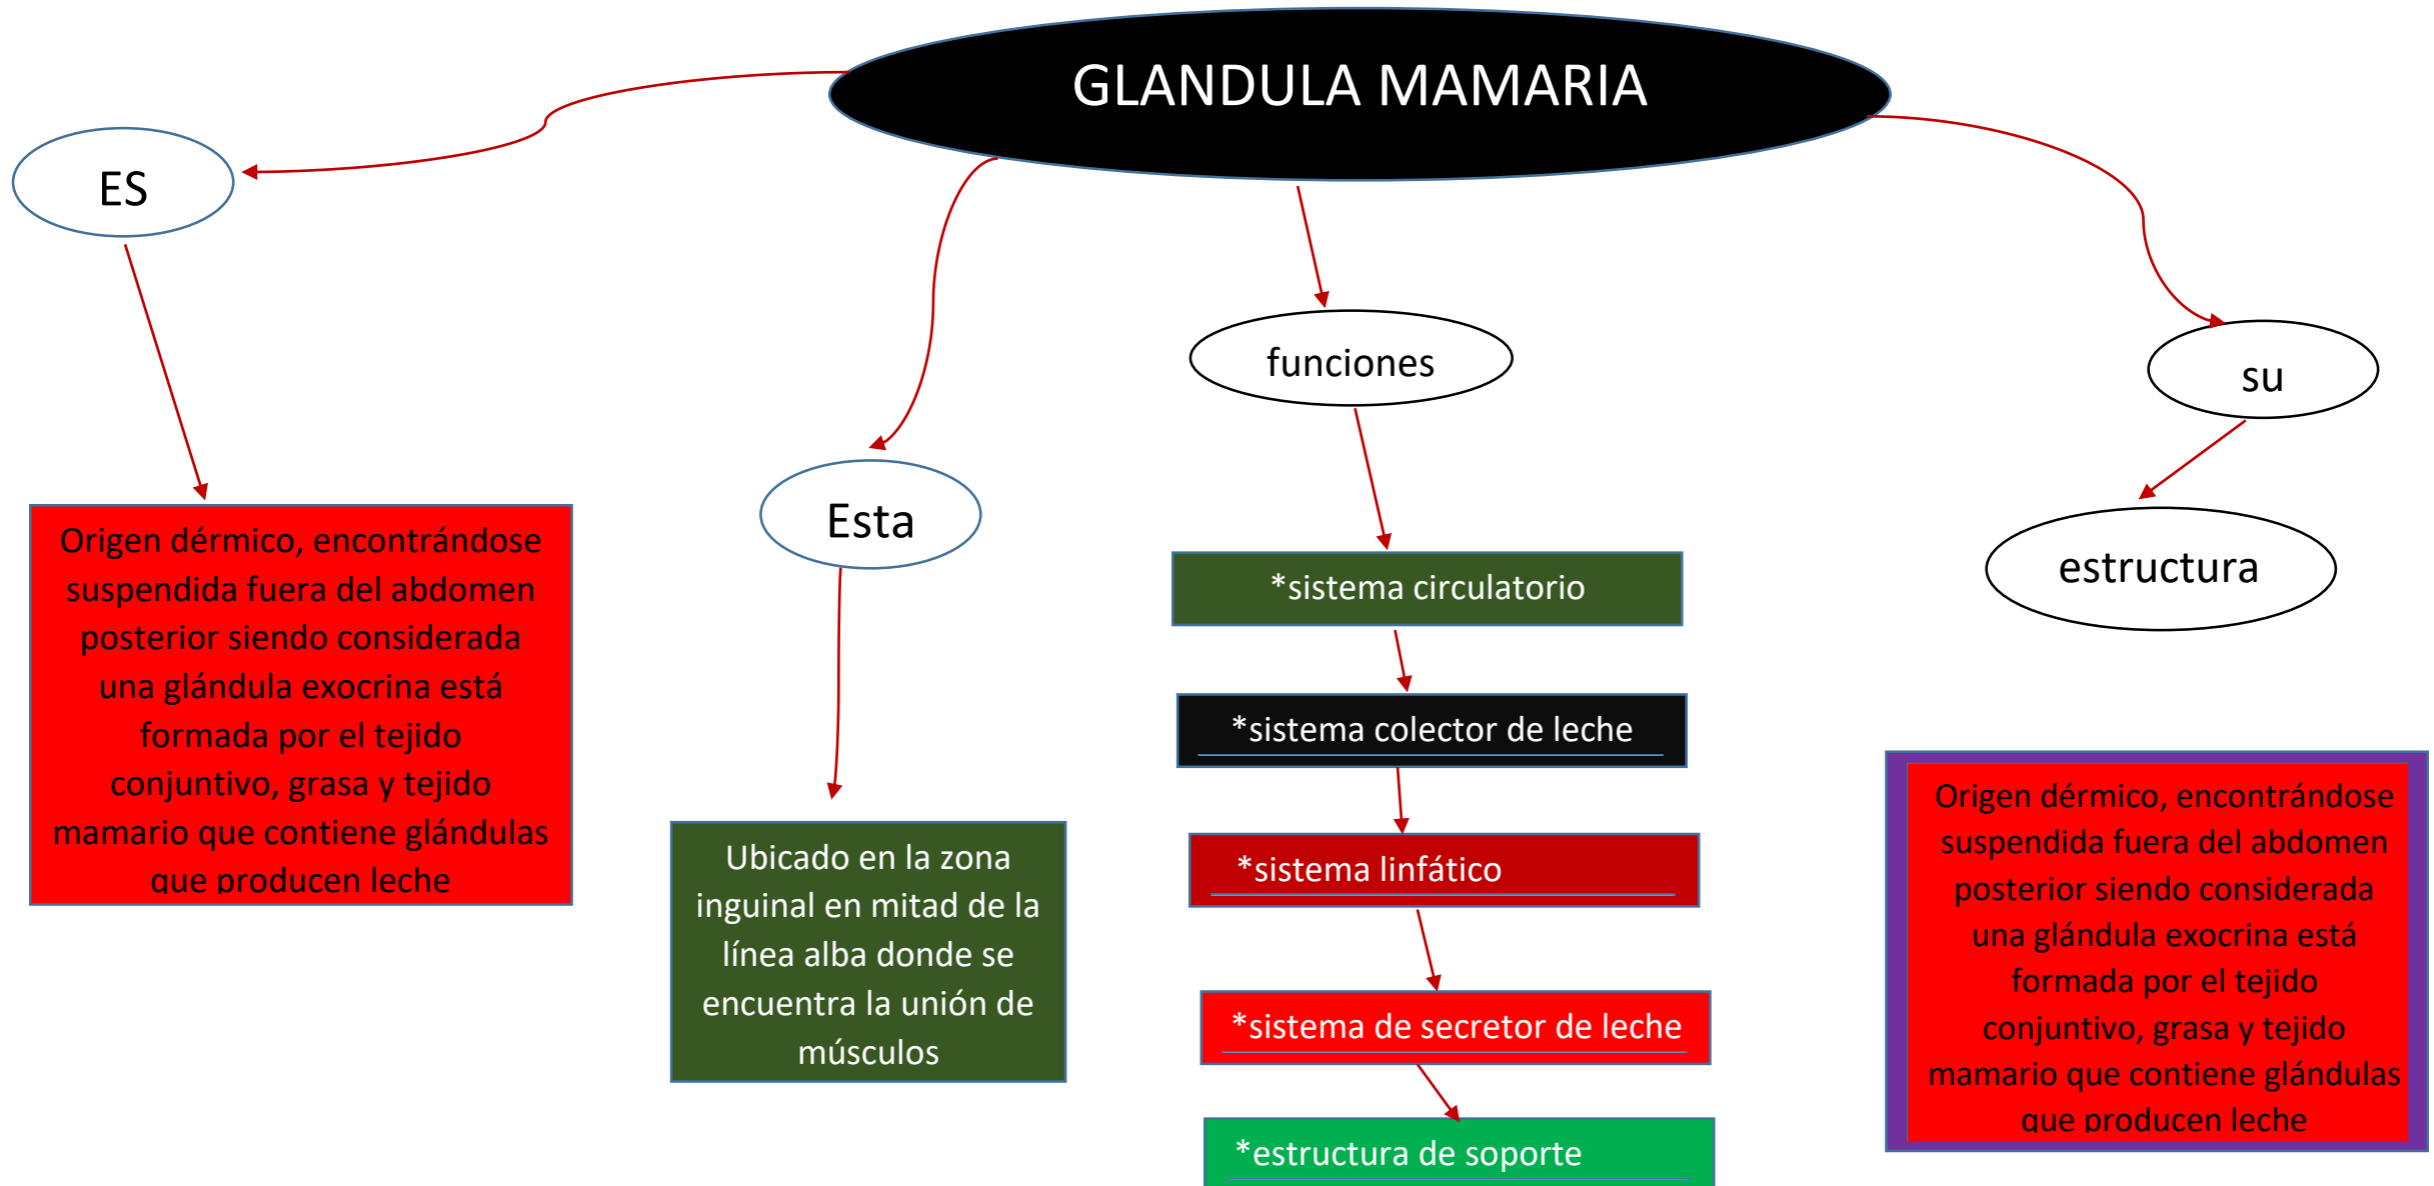 GLANDULA MAMARIA
ES
Origen dérmico, encontrándose
suspendida fuera del abdomen
posterior siendo considerada
una glándula exocrina está
formada por el tejido
conjuntivo, grasa y tejido
mamario que contiene glándulas
que producen leche
Esta
Ubicado en la zona
inguinal en mitad de la
línea alba donde se
encuentra la unión de
músculos
funciones
*sistema circulatorio
*sistema colector de leche
*sistema linfático
*sistema de secretor de leche
*estructura de soporte
su
estructura
Origen dérmico, encontrándose
suspendida fuera del abdomen
posterior siendo considerada
una glándula exocrina está
formada por el tejido
conjuntivo, grasa y tejido
mamario que contiene glándulas
que producen leche